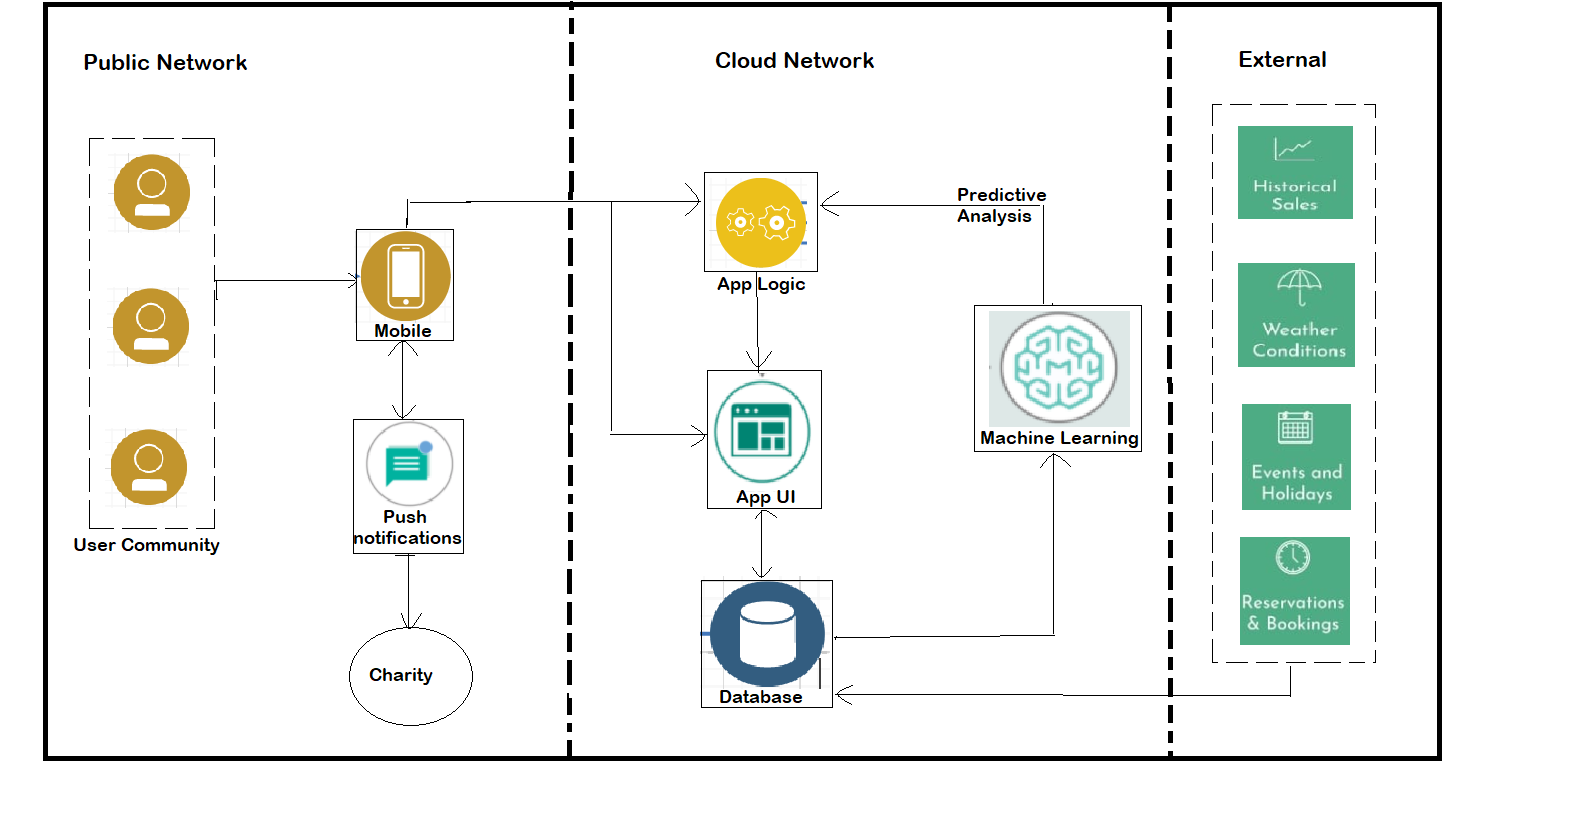 Public Network
Cloud Network
External
User Community
Mobile
Push
notifications
Charity
App Logic
Predictive
Analysis
App UI
Machine Learning
Database
Historical
Sales
Weather
Conditions
Events and
Holidays
Reservations
& Bookings